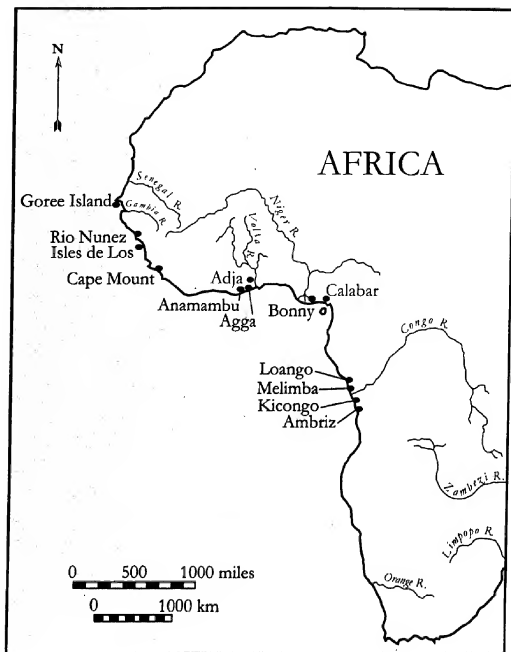 N
AFRICA
Senegal R.
Goree Island
Gambia R.
Niger R.
Volta R.
Rio Nunez
Isles de Los
Cape Mount
Adja
Anamambu
Agga
Calabar
Bonny
Congo R.
Loango
Melimba
Kicongo
Ambriz
Zambezi R.
Limpopo R.
Orange R.
0 500 1000 miles
0 1000 km